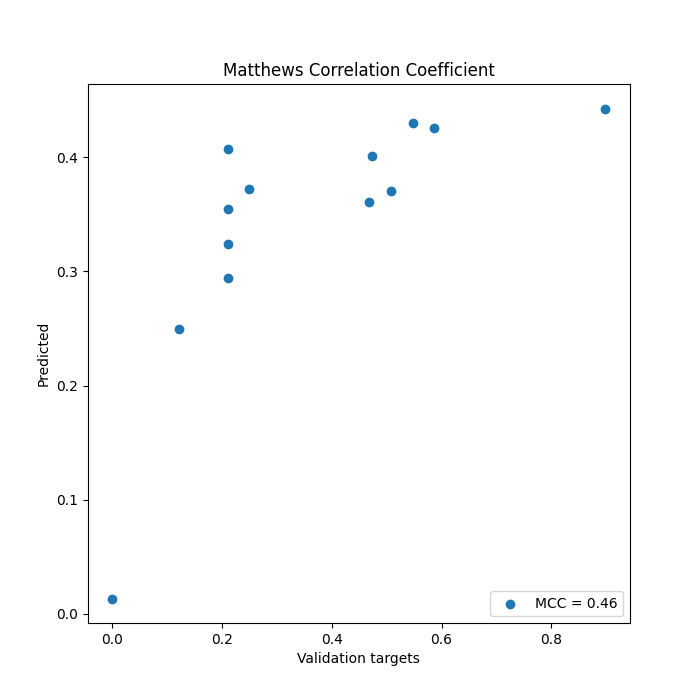 Matthews Correlation Coefficient
Predicted
0.4
0.3
0.2
0.1
0.0
MCC = 0.46
0.0 0.2 0.4 0.6 0.8
Validation targets